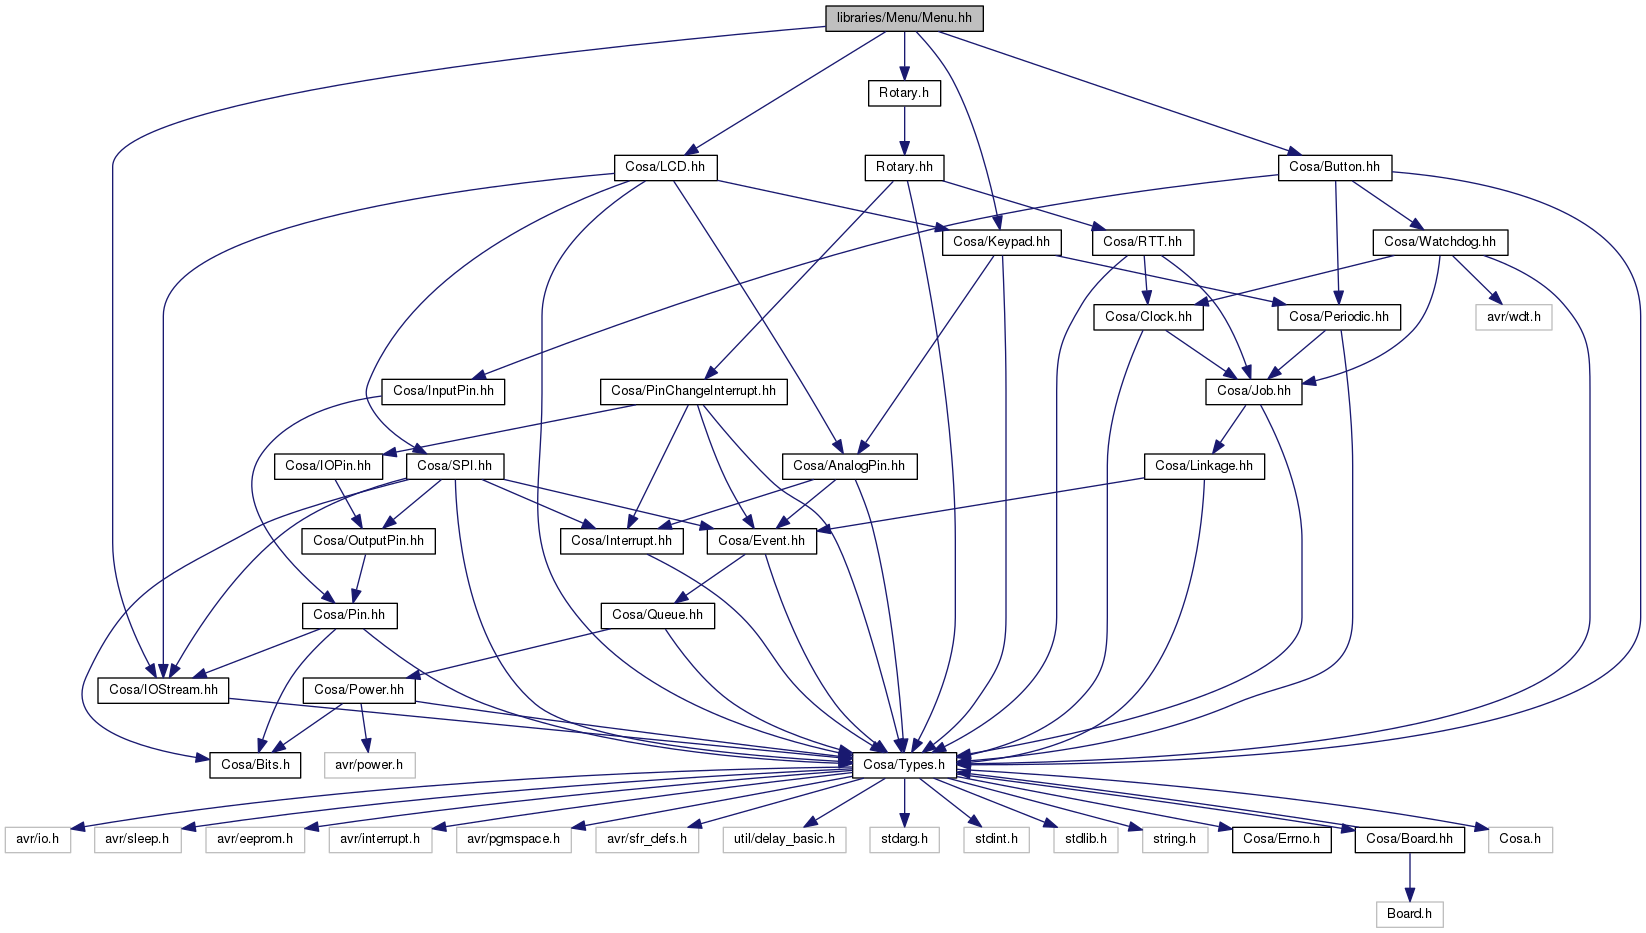 libraries/Menu/Menu.hh
Rotary.h
Cosa/LCD.hh
Rotary.hh
Cosa/Button.hh
Cosa/Keypad.hh
Cosa/RTT.hh
Cosa/Watchdog.hh
Cosa/Clock.hh
Cosa/Periodic.hh
avr/wdt.h
Cosa/InputPin.hh
Cosa/PinChangeInterrupt.hh
Cosa/Job.hh
Cosa/IOPin.hh
Cosa/SPI.hh
Cosa/AnalogPin.hh
Cosa/Linkage.hh
Cosa/OutputPin.hh
Cosa/Interrupt.hh
Cosa/Event.hh
Cosa/Pin.hh
Cosa/Queue.hh
Cosa/IOStream.hh
Cosa/Power.hh
Cosa/Bits.h
avr/power.h
Cosa/Types.h
avr/io.h
avr/sleep.h
avr/eeprom.h
avr/interrupt.h
avr/pgmspace.h
avr/sfr_defs.h
util/delay_basic.h
stdarg.h
stdint.h
stdlib.h
string.h
Cosa/Errno.h
Cosa/Board.hh
Cosa.h
Board.h